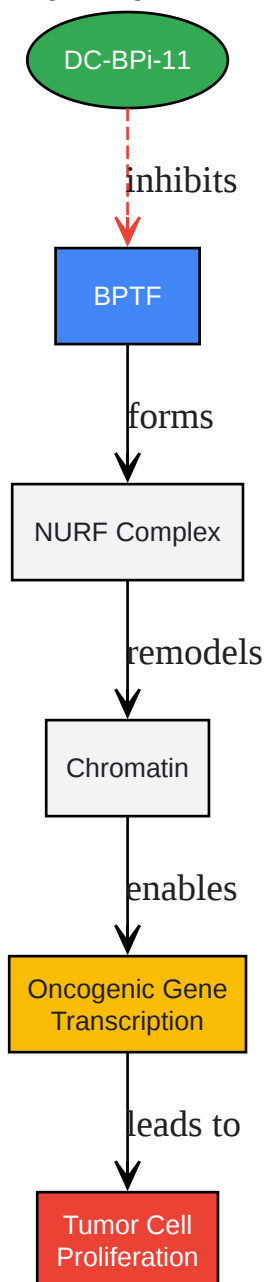 DC-BPi-11
inhibits
BPTF
forms
NURF Complex
remodels
Chromatin
enables
Oncogenic Gene
Transcription
leads to
Tumor Cell
Proliferation